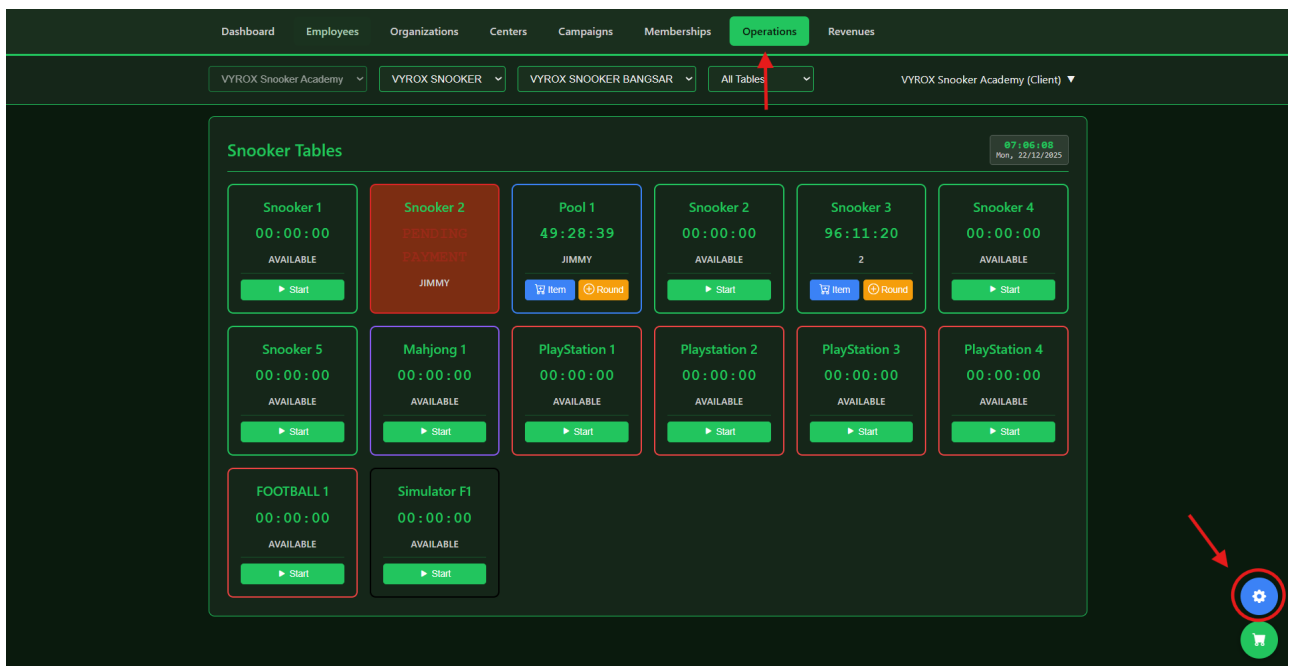 Dashboard Employees Organizations Centers Campaigns Memberships Operations Revenues
VYROX Snooker Academy VYROX SNOOKER VYROX SNOOKER BANGSAR All Tables VYROX Snooker Academy (Client) ▼
Snooker Tables
07:06:08
Mon, 22/12/2025
Snooker 1
00:00:00
AVAILABLE
Start
Snooker 2
PENDING
PAYMENT
JIMMY
Pool 1
49:28:39
JIMMY
Item Round
Snooker 2
00:00:00
AVAILABLE
Start
Snooker 3
96:11:20
2
Item Round
Snooker 4
00:00:00
AVAILABLE
Start
Snooker 5
00:00:00
AVAILABLE
Start
Mahjong 1
00:00:00
AVAILABLE
Start
PlayStation 1
00:00:00
AVAILABLE
Start
Playstation 2
00:00:00
AVAILABLE
Start
PlayStation 3
00:00:00
AVAILABLE
Start
PlayStation 4
00:00:00
AVAILABLE
Start
FOOTBALL 1
00:00:00
AVAILABLE
Start
Simulator F1
00:00:00
AVAILABLE
Start